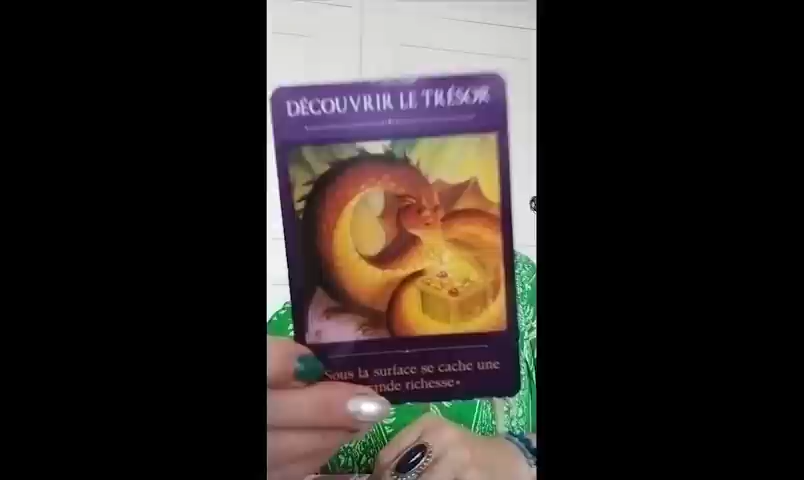 DÉCOUVRIR LE TRÉSOR
Sous la surface se cache une
grande richesse.